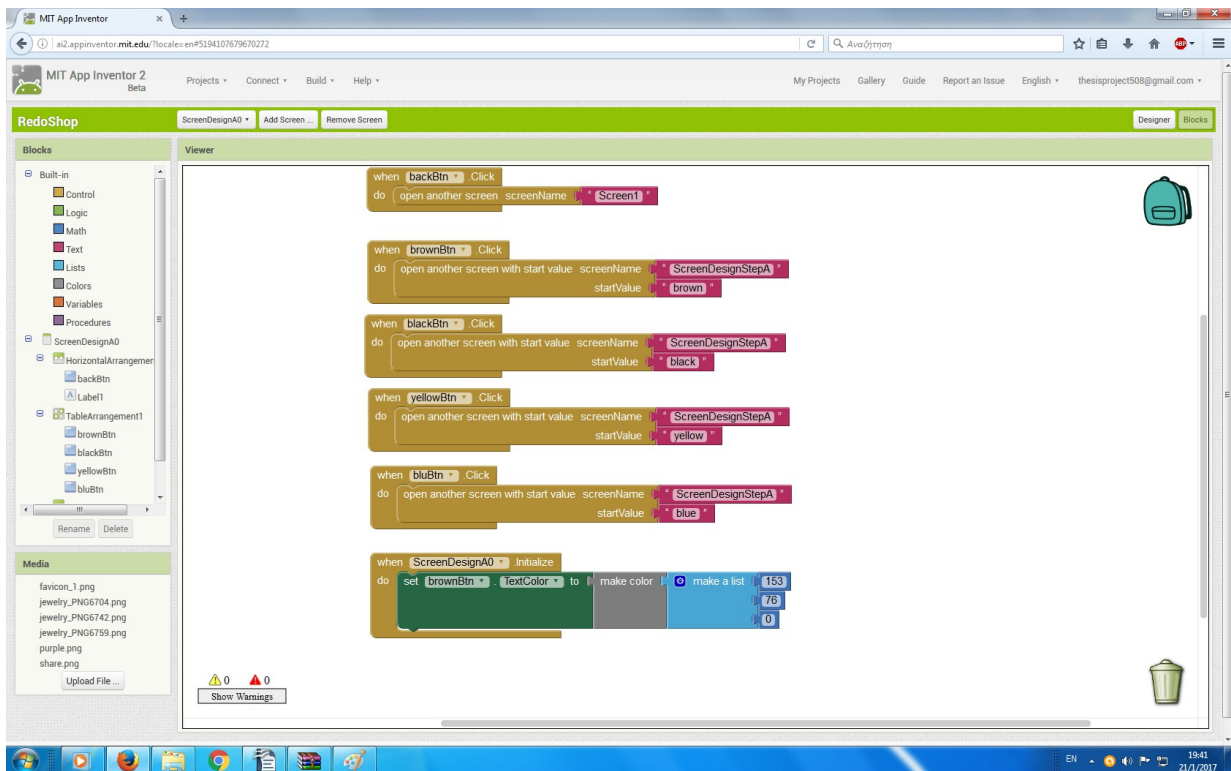 MIT App Inventor × +
ai2.appinventor.mit.edu/?locale=en#5194107679670272 Αναζήτηση ABP
MIT App Inventor 2 Projects Connect Build Help My Projects Gallery Guide Report an Issue English thesisproject508@gmail.com
Beta
RedoShop ScreenDesignA0 Add Screen ... Remove Screen Designer Blocks
Blocks Viewer
Built-in
Control
Logic
Math
Text
Lists
Colors
Variables
Procedures
ScreenDesignA0
HorizontalArrangemer
backBtn
Label1
TableArrangement1
brownBtn
blackBtn
yellowBtn
bluBtn
Rename Delete
Media
favicon_1.png
jewelry_PNG6704.png
jewelry_PNG6742.png
jewelry_PNG6759.png
purple.png
share.png
Upload File ...
when backBtn .Click
do open another screen screenName " Screen1 "
when brownBtn .Click
do open another screen with start value screenName " ScreenDesignStepA "
startValue " brown "
when blackBtn .Click
do open another screen with start value screenName " ScreenDesignStepA "
startValue " black "
when yellowBtn .Click
do open another screen with start value screenName " ScreenDesignStepA "
startValue " yellow "
when bluBtn .Click
do open another screen with start value screenName " ScreenDesignStepA "
startValue " blue "
when ScreenDesignA0 .Initialize
do set brownBtn . TextColor to make color make a list 153
76
0
0 0
Show Warnings
EN 19:41
21/1/2017